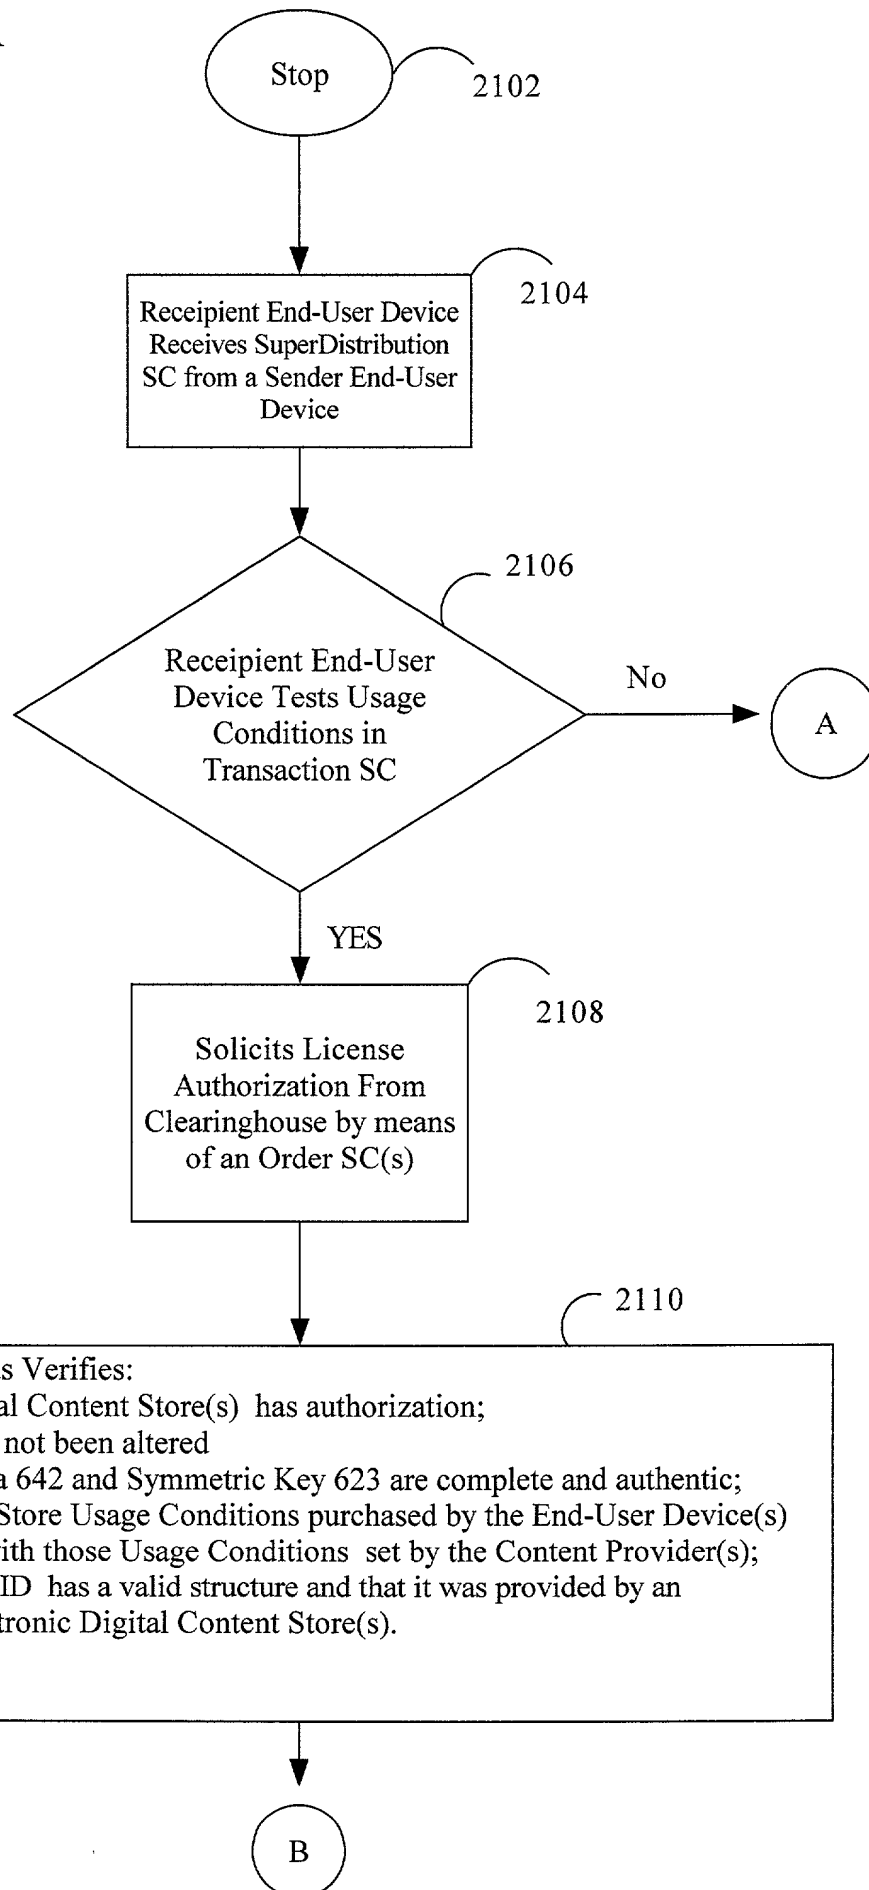 Stop
2102
2104
Receipient End-User Device
Receives SuperDistribution
SC from a Sender End-User
Device
2106
Receipient End-User
Device Tests Usage
Conditions in
Transaction SC
No
A
YES
2108
Solicits License
Authorization From
Clearinghouse by means
of an Order SC(s)
2110
Verifies:
Content Store(s) has authorization;
not been altered
642 and Symmetric Key 623 are complete and authentic;
Store Usage Conditions purchased by the End-User Device(s)
with those Usage Conditions set by the Content Provider(s);
ID has a valid structure and that it was provided by an
Digital Content Store(s).
B